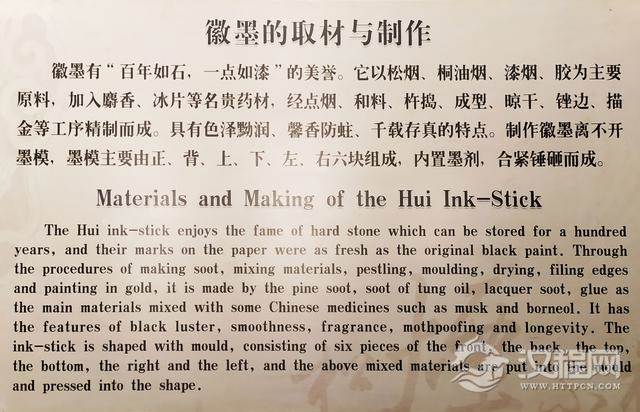 徽墨的取材与制作
徽墨有“百年如石，一点如漆”的美誉。它以松烟、桐油烟、漆烟、胶为主要
原料，加入麝香、冰片等名贵药材，经点烟、和料、杵捣、成型、晾干、锉边、描
金等工序精制而成。具有色泽黝润、馨香防蛀、千载存真的特点。制作徽墨离不开
墨模，墨模主要由正、背、上、下、左、右六块组成，内置墨剂，合紧锤砸而成。
Materials and Making of the Hui Ink-Stick
The Hui ink-stick enjoys the fame of hard stone which can be stored for a hundred
years, and their marks on the paper were as fresh as the original black paint. Through
the procedures of making soot, mixing materials, pestling, moulding, drying, filing edges
and painting in gold, it is made by the pine soot, soot of tung oil, lacquer soot, glue as
the main materials mixed with some Chinese medicines such as musk and borneol. It has
the features of black luster, smoothness, fragrance, mothpoofing and longevity. The
ink-stick is shaped with mould, consisting of six pieces of the front, the back, the top,
the bottom, the right and the left, and the above mixed materials are put into the mould
and pressed into the shape.
汉程网
WWW.HTTPCN.COM